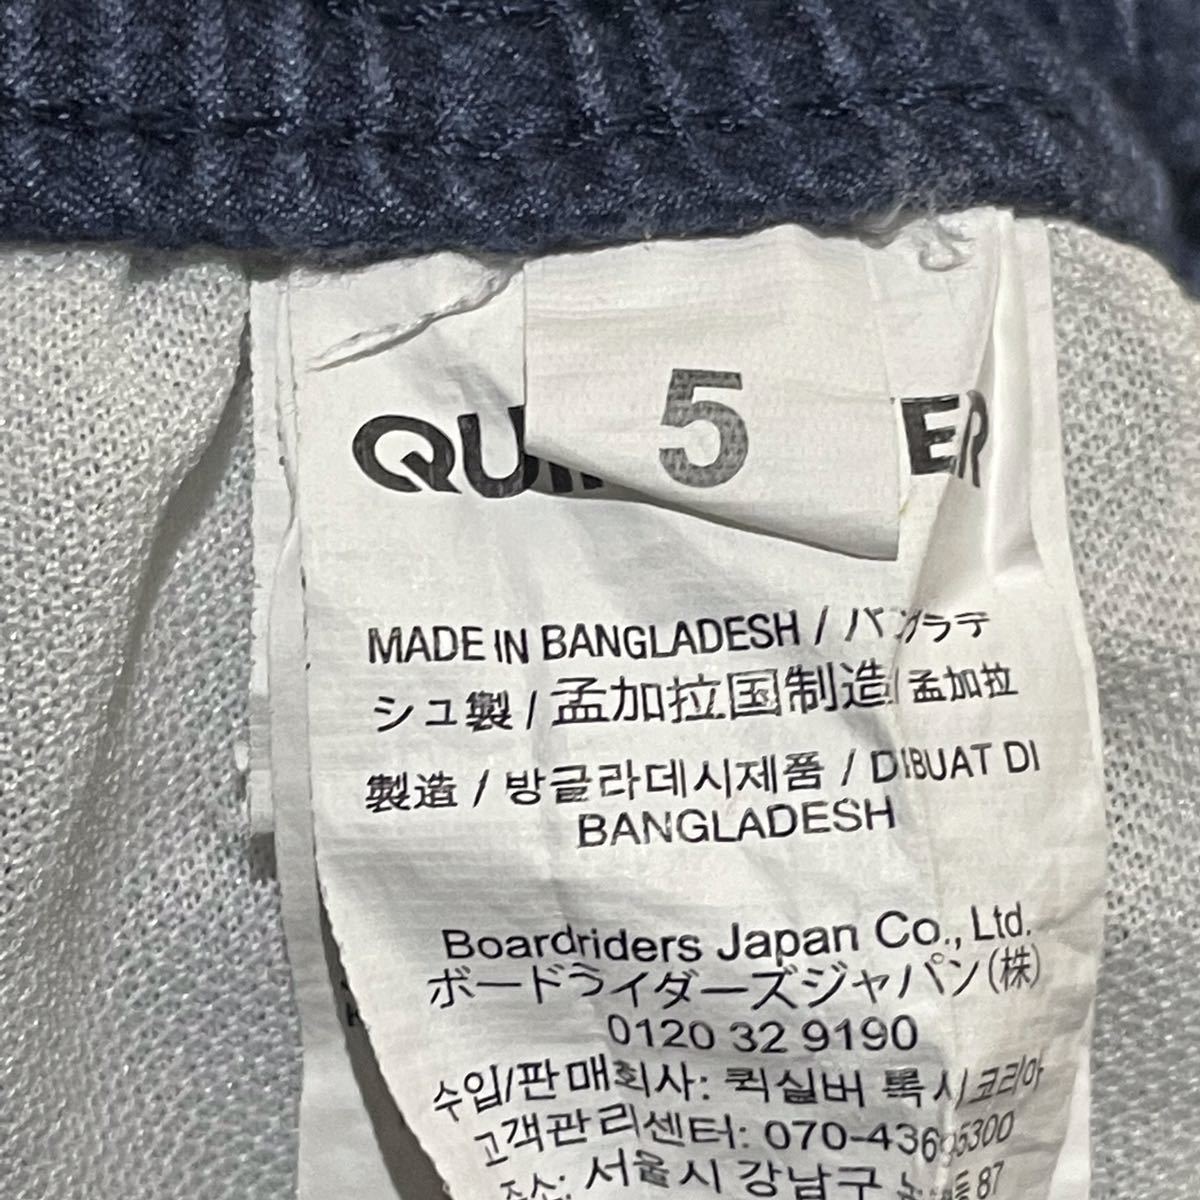 5
MADE IN BANGLADESH / バングラデ
シュ製 / 孟加拉国制造 / 孟加拉
製造 / 방글라데시제품 / DIBUAT DI
BANGLADESH
Boardriders Japan Co., Ltd.
ボードライダーズジャパン(株)
0120 32 9190
수입/판매회사: 퀵실버 록시코리아
고객관리센터: 070-436
주소: 서울시 강남구 87